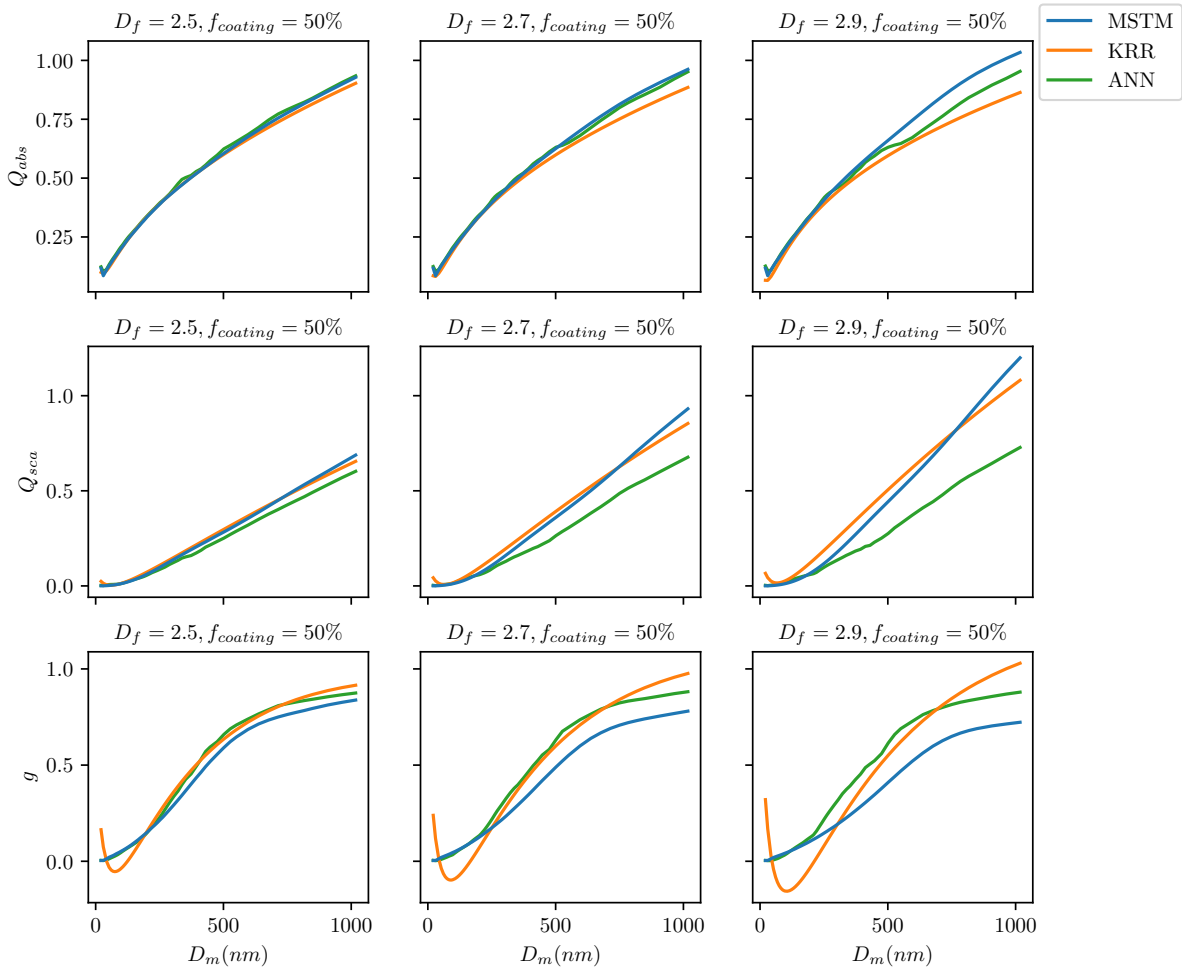 D_f = 2.5, f_coating = 50%
D_f = 2.7, f_coating = 50%
D_f = 2.9, f_coating = 50%
MSTM
KRR
ANN
1.00
0.75
0.50
0.25
Q_abs
D_f = 2.5, f_coating = 50%
D_f = 2.7, f_coating = 50%
D_f = 2.9, f_coating = 50%
1.0
0.5
0.0
Q_sca
D_f = 2.5, f_coating = 50%
D_f = 2.7, f_coating = 50%
D_f = 2.9, f_coating = 50%
1.0
0.5
0.0
g
0 500 1000
0 500 1000
0 500 1000
D_m(nm)
D_m(nm)
D_m(nm)